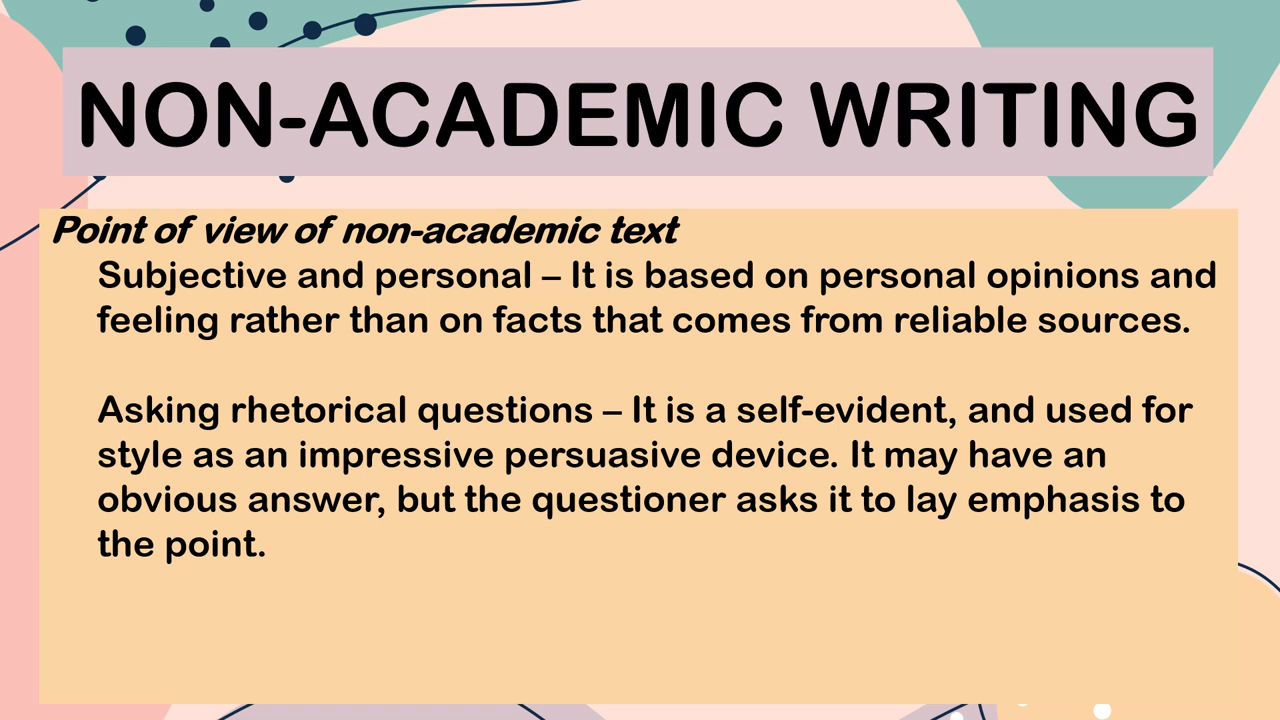 NON-ACADEMIC WRITING
Point of view of non-academic text
Subjective and personal – It is based on personal opinions and
feeling rather than on facts that comes from reliable sources.
Asking rhetorical questions – It is a self-evident, and used for
style as an impressive persuasive device. It may have an
obvious answer, but the questioner asks it to lay emphasis to
the point.